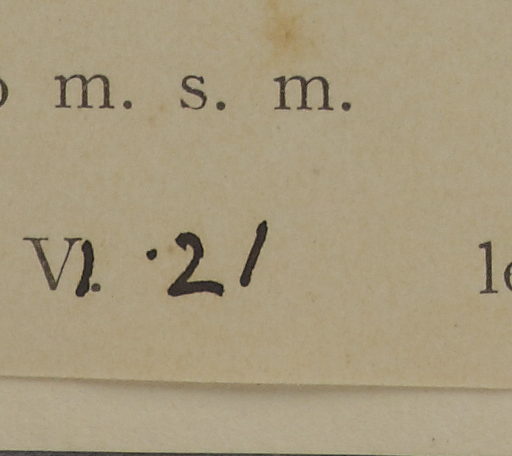 m. s. m.
VI. · 21